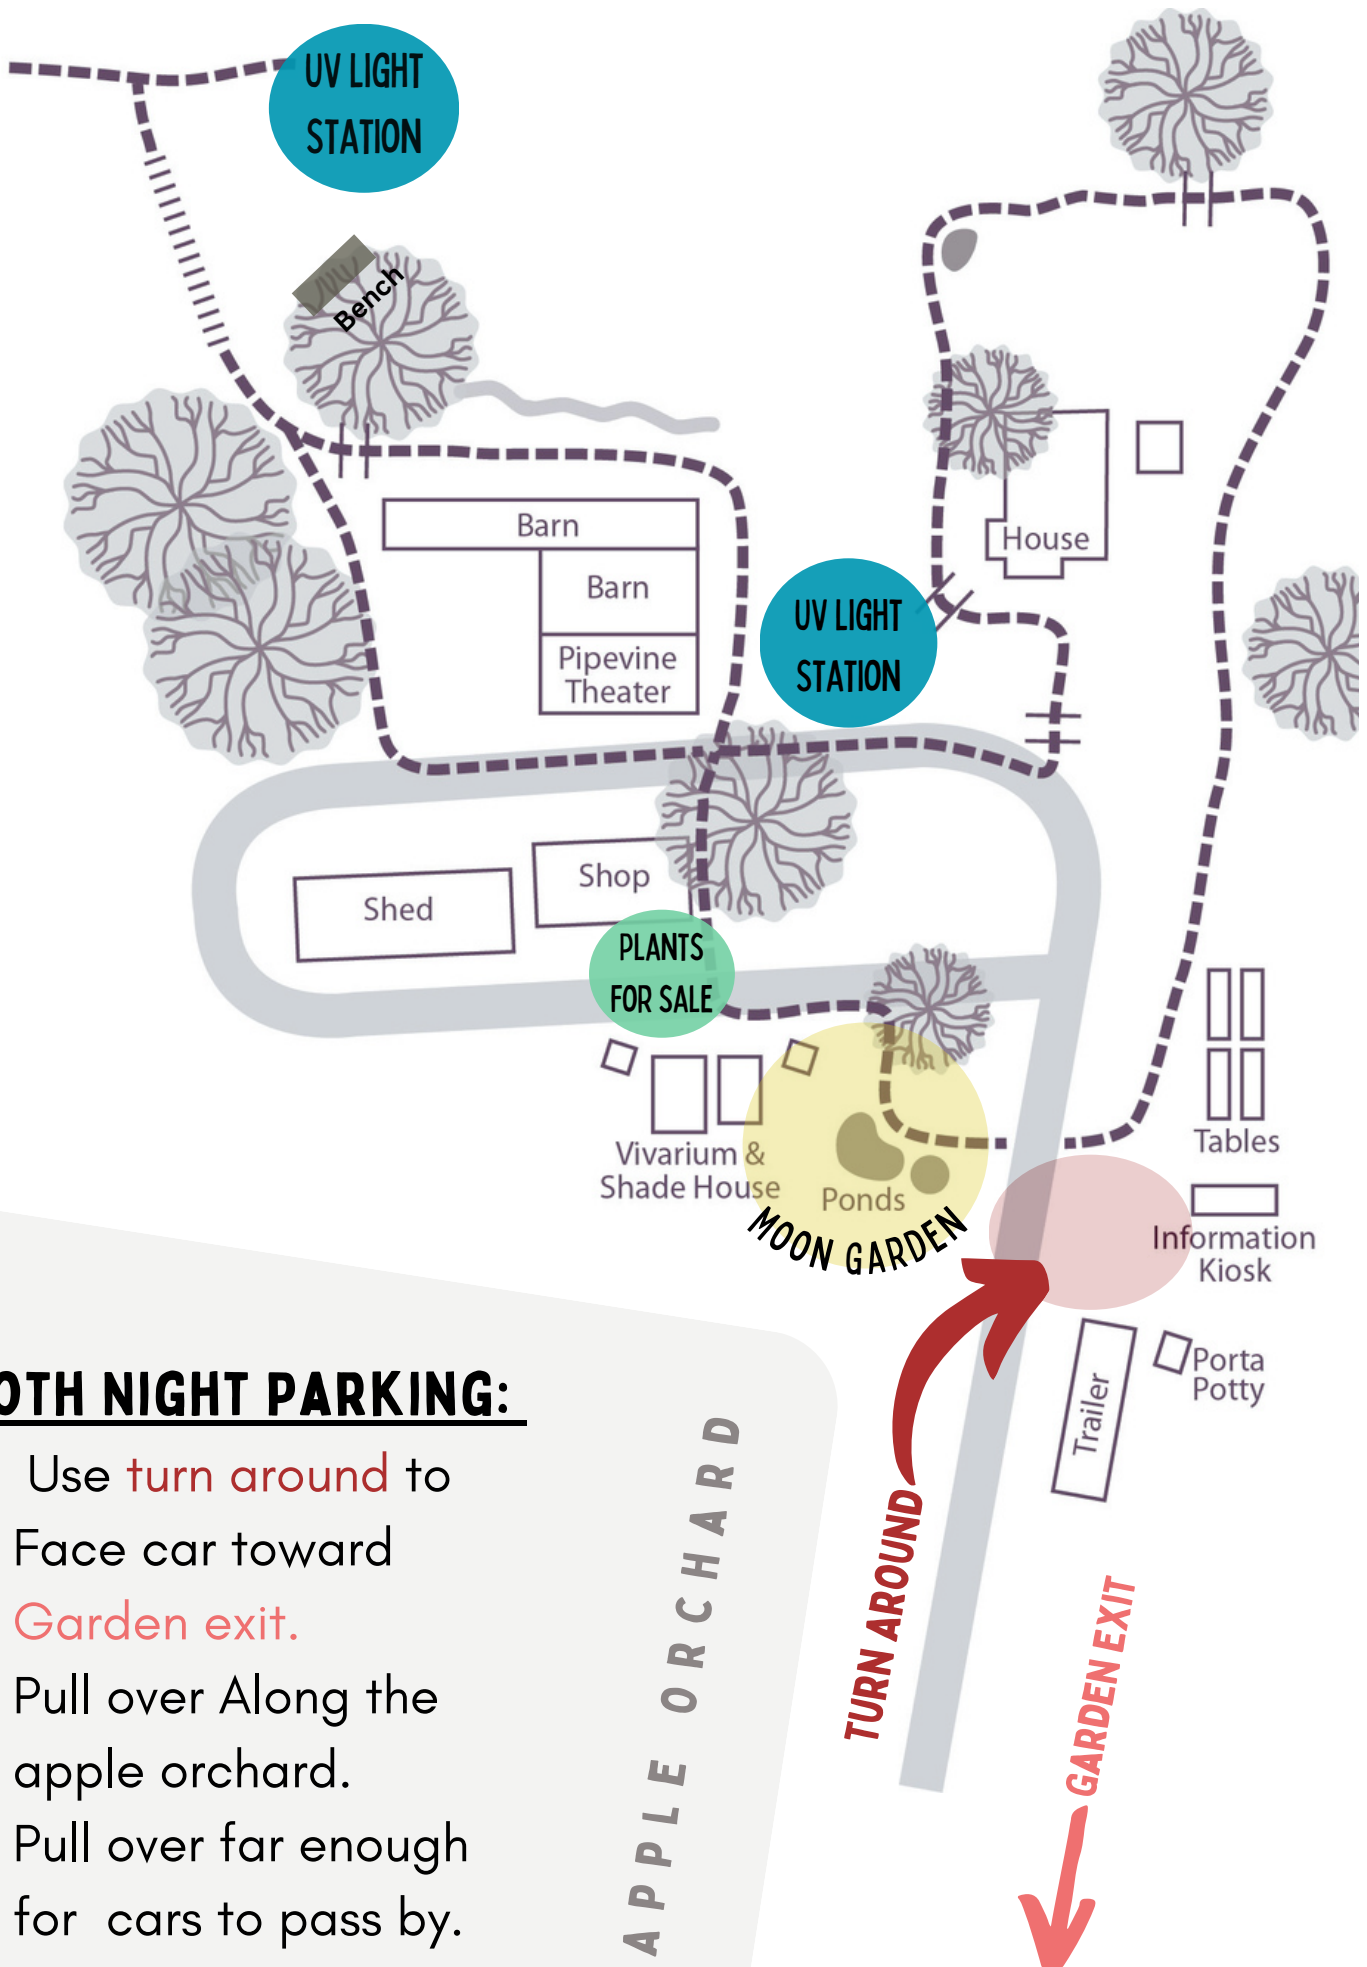 UV LIGHT
STATION
Bench
Barn
Barn
Pipevine
Theater
House
UV LIGHT
STATION
Shop
Shed
PLANTS
FOR SALE
Vivarium &
Shade House
Ponds
MOON GARDEN
Tables
Information
Kiosk
Porta
Potty
Trailer
TURN AROUND
GARDEN EXIT
APPLE ORCHARD
OTH NIGHT PARKING:
Use turn around to
Face car toward
Garden exit.
Pull over Along the
apple orchard.
Pull over far enough
for cars to pass by.